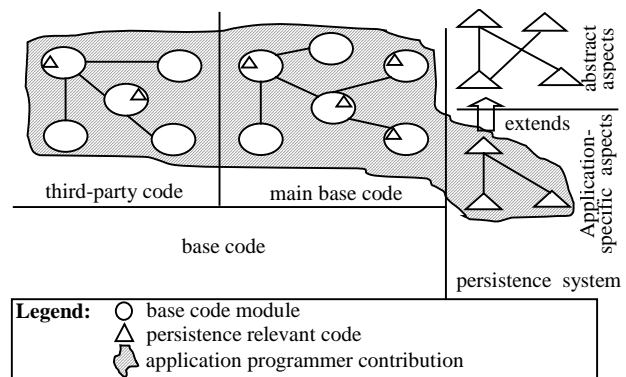 abstract
aspects
extends
Application-
specific aspects
third-party code
main base code
base code
persistence system
Legend:
base code module
persistence relevant code
application programmer contribution